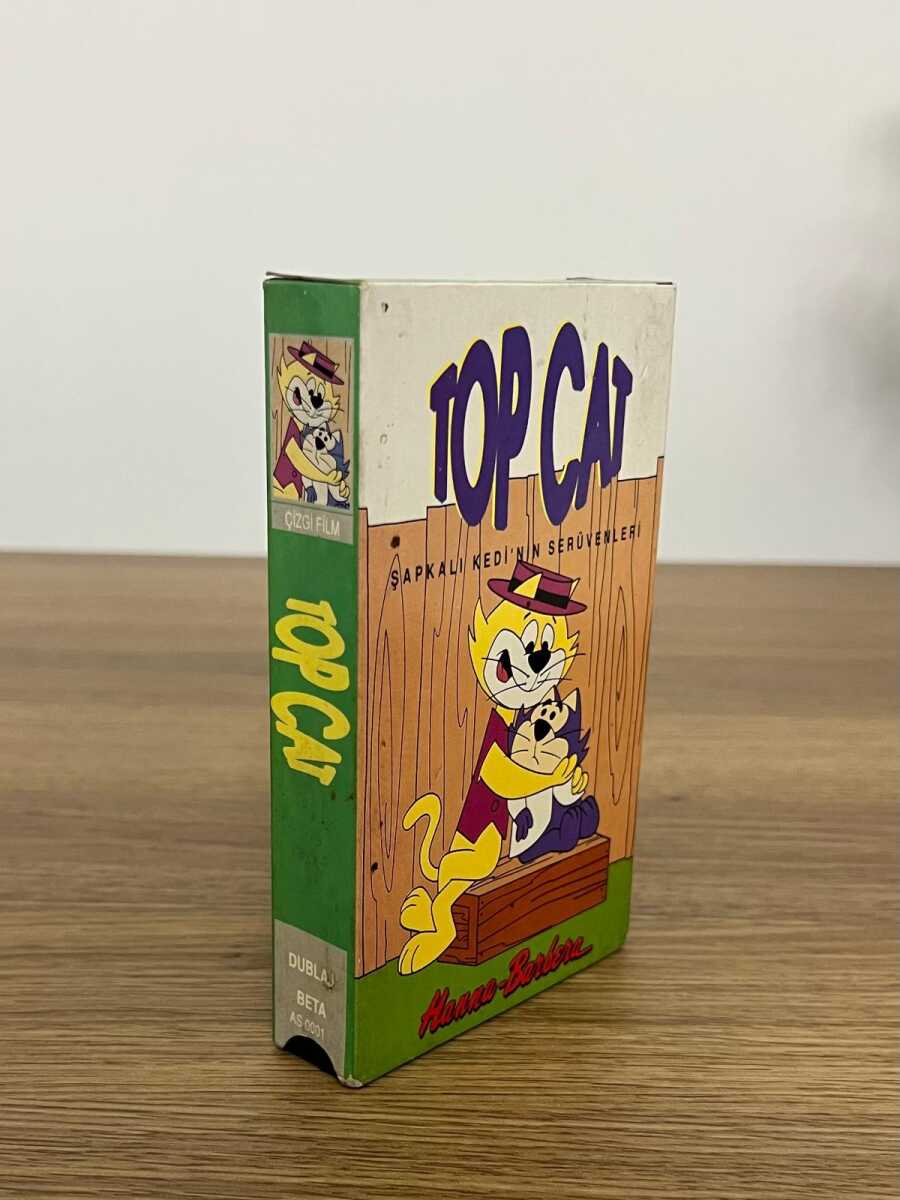 ÇİZGİ FİLM
TOP CAT
DUBLAJ
BETA
AS 0001
TOP CAT
ŞAPKALI KEDİ'NİN SERÜVENLERİ
Hanna-Barbera